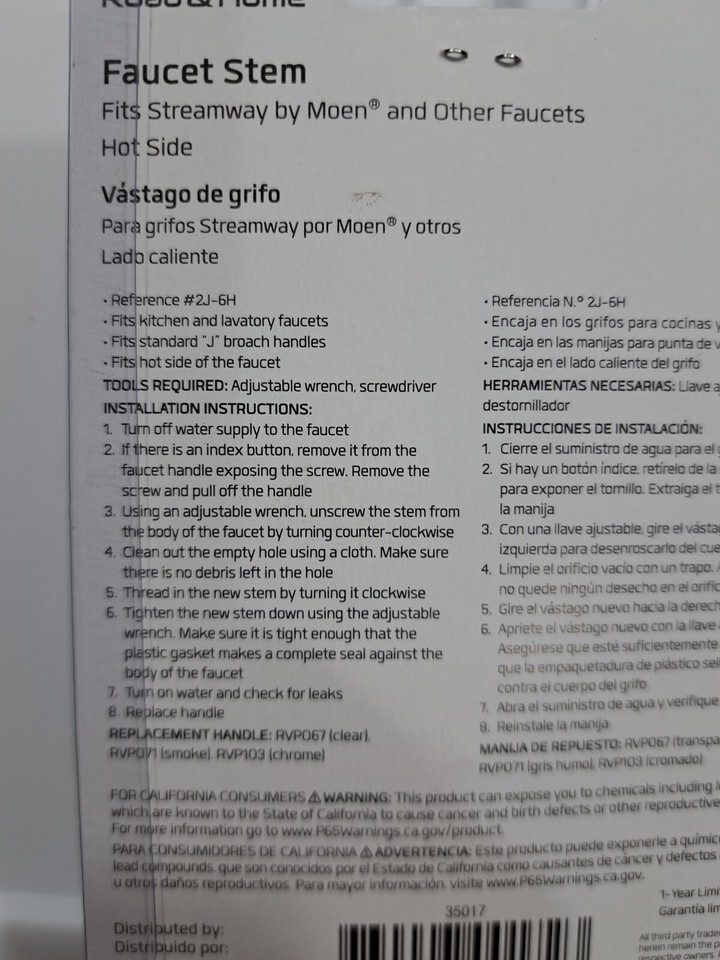 Faucet Stem
Fits Streamway by Moen® and Other Faucets
Hot Side
Vástago de grifo
Para grifos Streamway por Moen® y otros
Lado caliente
• Reference #2J-6H
• Fits kitchen and lavatory faucets
• Fits standard "J" broach handles
• Fits hot side of the faucet
TOOLS REQUIRED: Adjustable wrench, screwdriver
INSTALLATION INSTRUCTIONS:
1. Turn off water supply to the faucet
2. If there is an index button, remove it from the
faucet handle exposing the screw. Remove the
screw and pull off the handle
3. Using an adjustable wrench, unscrew the stem from
the body of the faucet by turning counter-clockwise
4. Clean out the empty hole using a cloth. Make sure
there is no debris left in the hole
5. Thread in the new stem by turning it clockwise
6. Tighten the new stem down using the adjustable
wrench. Make sure it is tight enough that the
plastic gasket makes a complete seal against the
body of the faucet
7. Turn on water and check for leaks
8. Replace handle
REPLACEMENT HANDLE: RVP067 (clear),
RVP071 (smoke), RVP103 (chrome)
• Referencia N.º 2J-6H
• Encaja en los grifos para cocinas y
• Encaja en las manijas para punta de
• Encaja en el lado caliente del grifo
HERRAMIENTAS NECESARIAS: Llave
destornillador
INSTRUCCIONES DE INSTALACIÓN:
1. Cierre el suministro de agua para el
2. Si hay un botón índice, retírelo de la
para exponer el tornillo. Extraiga el
la manija
3. Con una llave ajustable, gire el
izquierda para desenroscarlo del
4. Limpie el orificio vacío con un trapo.
no quede ningún desecho en el
5. Gire el vástago nuevo hacia la
6. Apriete el vástago nuevo con la llave
Asegúrese que esté suficientemente
que la empaquetadura de plástico
contra el cuerpo del grifo
7. Abra el suministro de agua y verifique
8. Reinstale la manija
MANIJA DE REPUESTO: RVP067
RVP071 (gris humo), RVP103 (cromado)
FOR CALIFORNIA CONSUMERS ⚠ WARNING: This product can expose you to chemicals including
which are known to the State of California to cause cancer and birth defects or other reproductive
For more information go to www.P65Warnings.ca.gov/product.
PARA CONSUMIDORES DE CALIFORNIA ⚠ ADVERTENCIA: Este producto puede exponerle a
lead compounds, que son conocidos por el Estado de California como causantes de cáncer y defectos
u otros daños reproductivos. Para mayor información, visite www.P65Warnings.ca.gov.
1-Year
Garantía
35017
Distributed by:
Distribuido por:
All third party
herein remain the
respective owners.